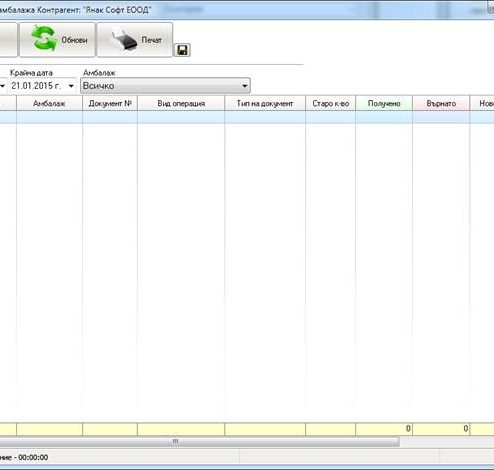 амбалажа Контрагент: "Янак Софт ЕООД"
Обнови Печат
Крайна дата Амбалаж
21.01.2015 г. Всичко
Амбалаж Документ № Вид операция Тип на документ Старо к-во Получено Върнато Нов
0 0
ние - 00:00:00